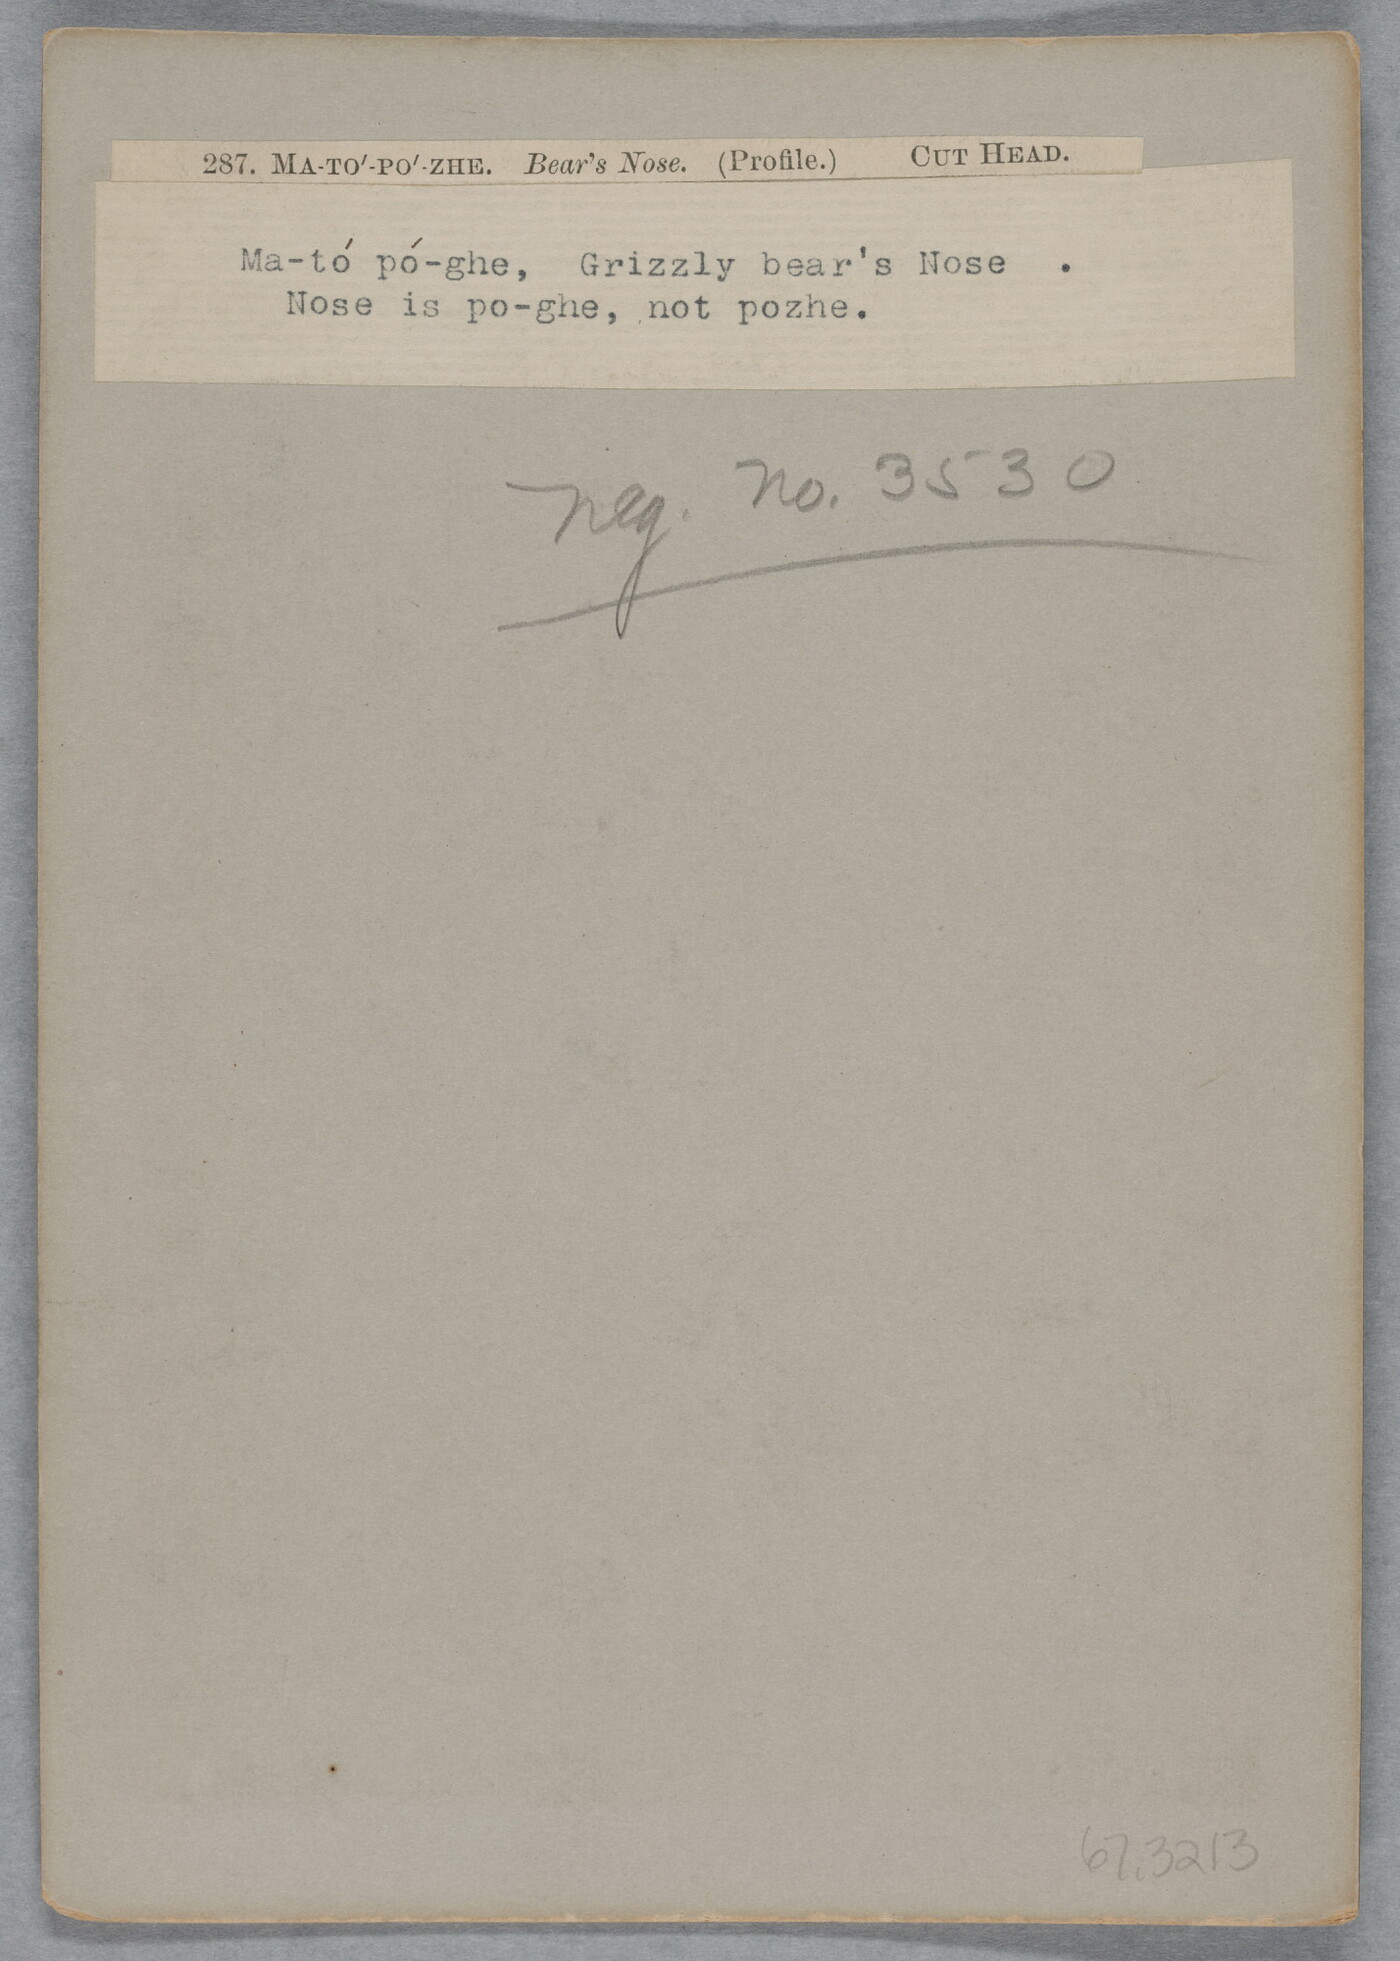 287. MA-TO′-PO′-ZHE. Bear's Nose. (Profile.) CUT HEAD.
Ma-tó pó-ghe, Grizzly bear's Nose .
Nose is po-ghe, not pozhe.
Neg. No. 3530
67.3213